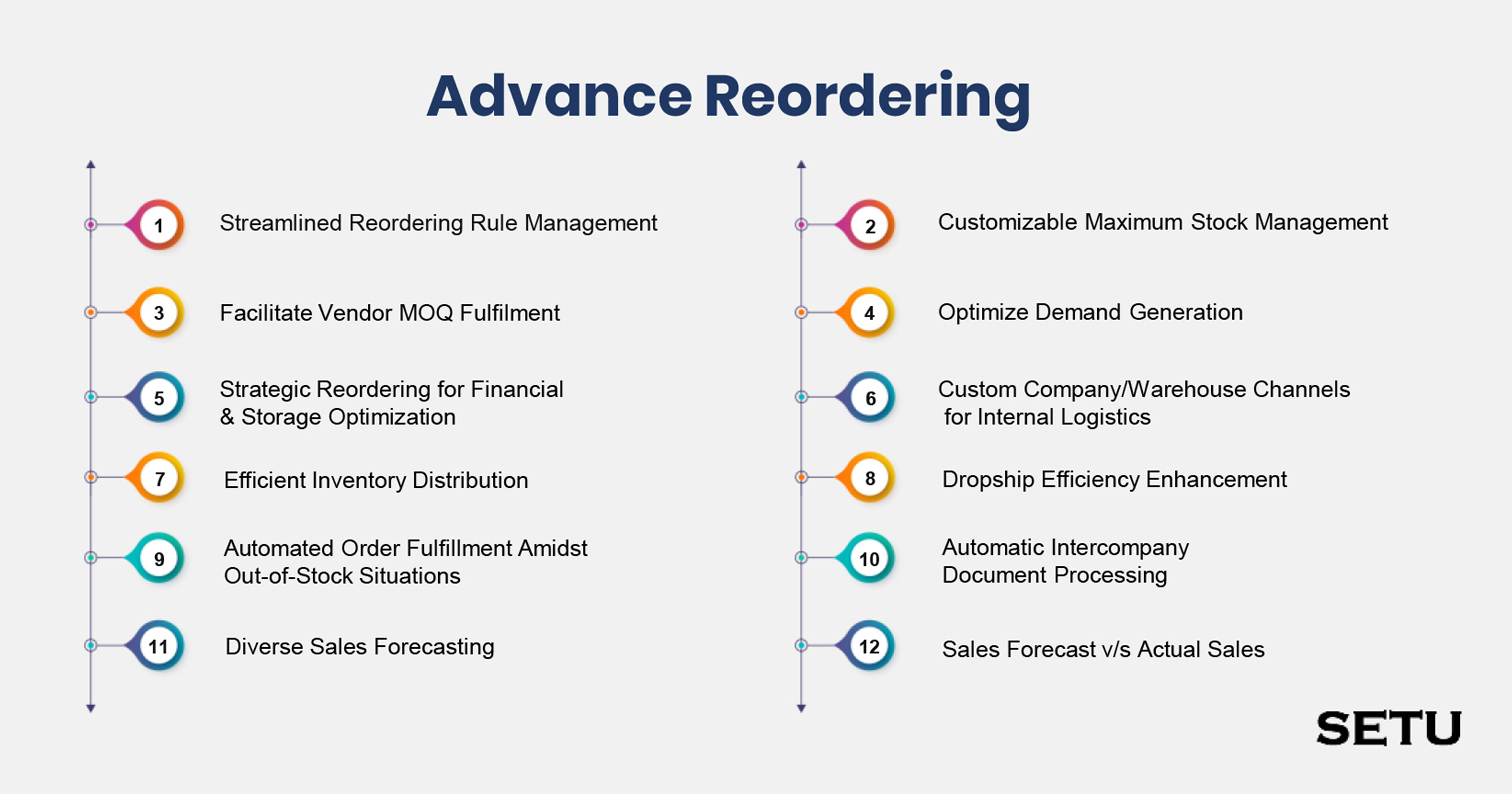 Advance Reordering
1 Streamlined Reordering Rule Management
2 Customizable Maximum Stock Management
3 Facilitate Vendor MOQ Fulfilment
4 Optimize Demand Generation
5 Strategic Reordering for Financial
& Storage Optimization
6 Custom Company/Warehouse Channels
for Internal Logistics
7 Efficient Inventory Distribution
8 Dropship Efficiency Enhancement
9 Automated Order Fulfillment Amidst
Out-of-Stock Situations
10 Automatic Intercompany
Document Processing
11 Diverse Sales Forecasting
12 Sales Forecast v/s Actual Sales
SETU